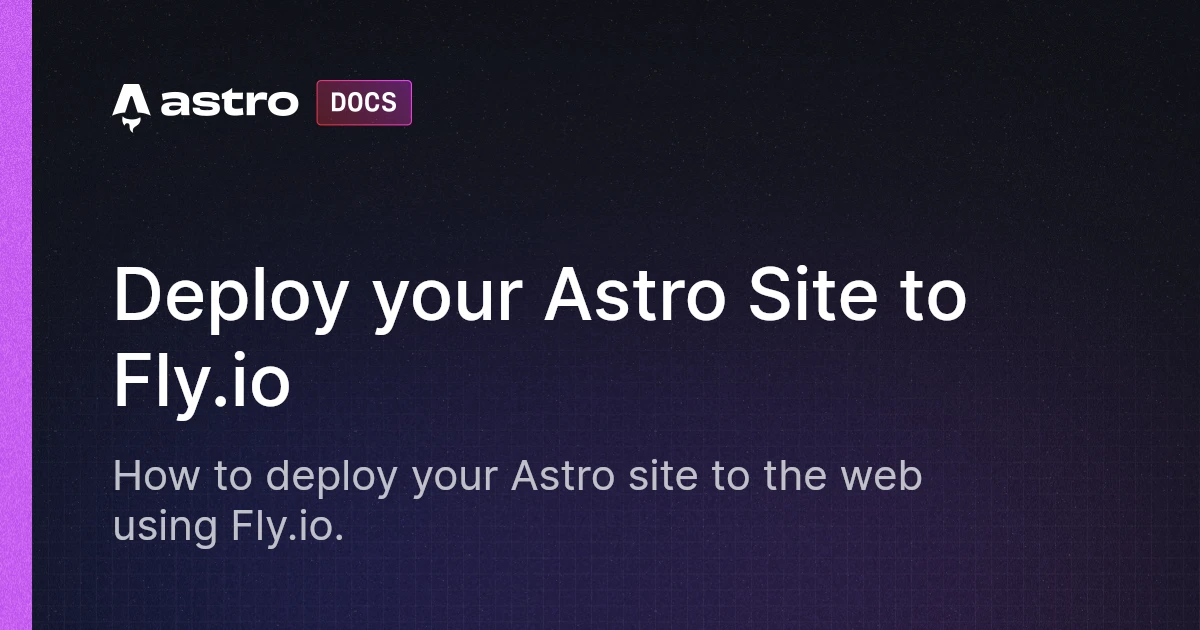 astro DOCS
Deploy your Astro Site to
Fly.io
How to deploy your Astro site to the web
using Fly.io.